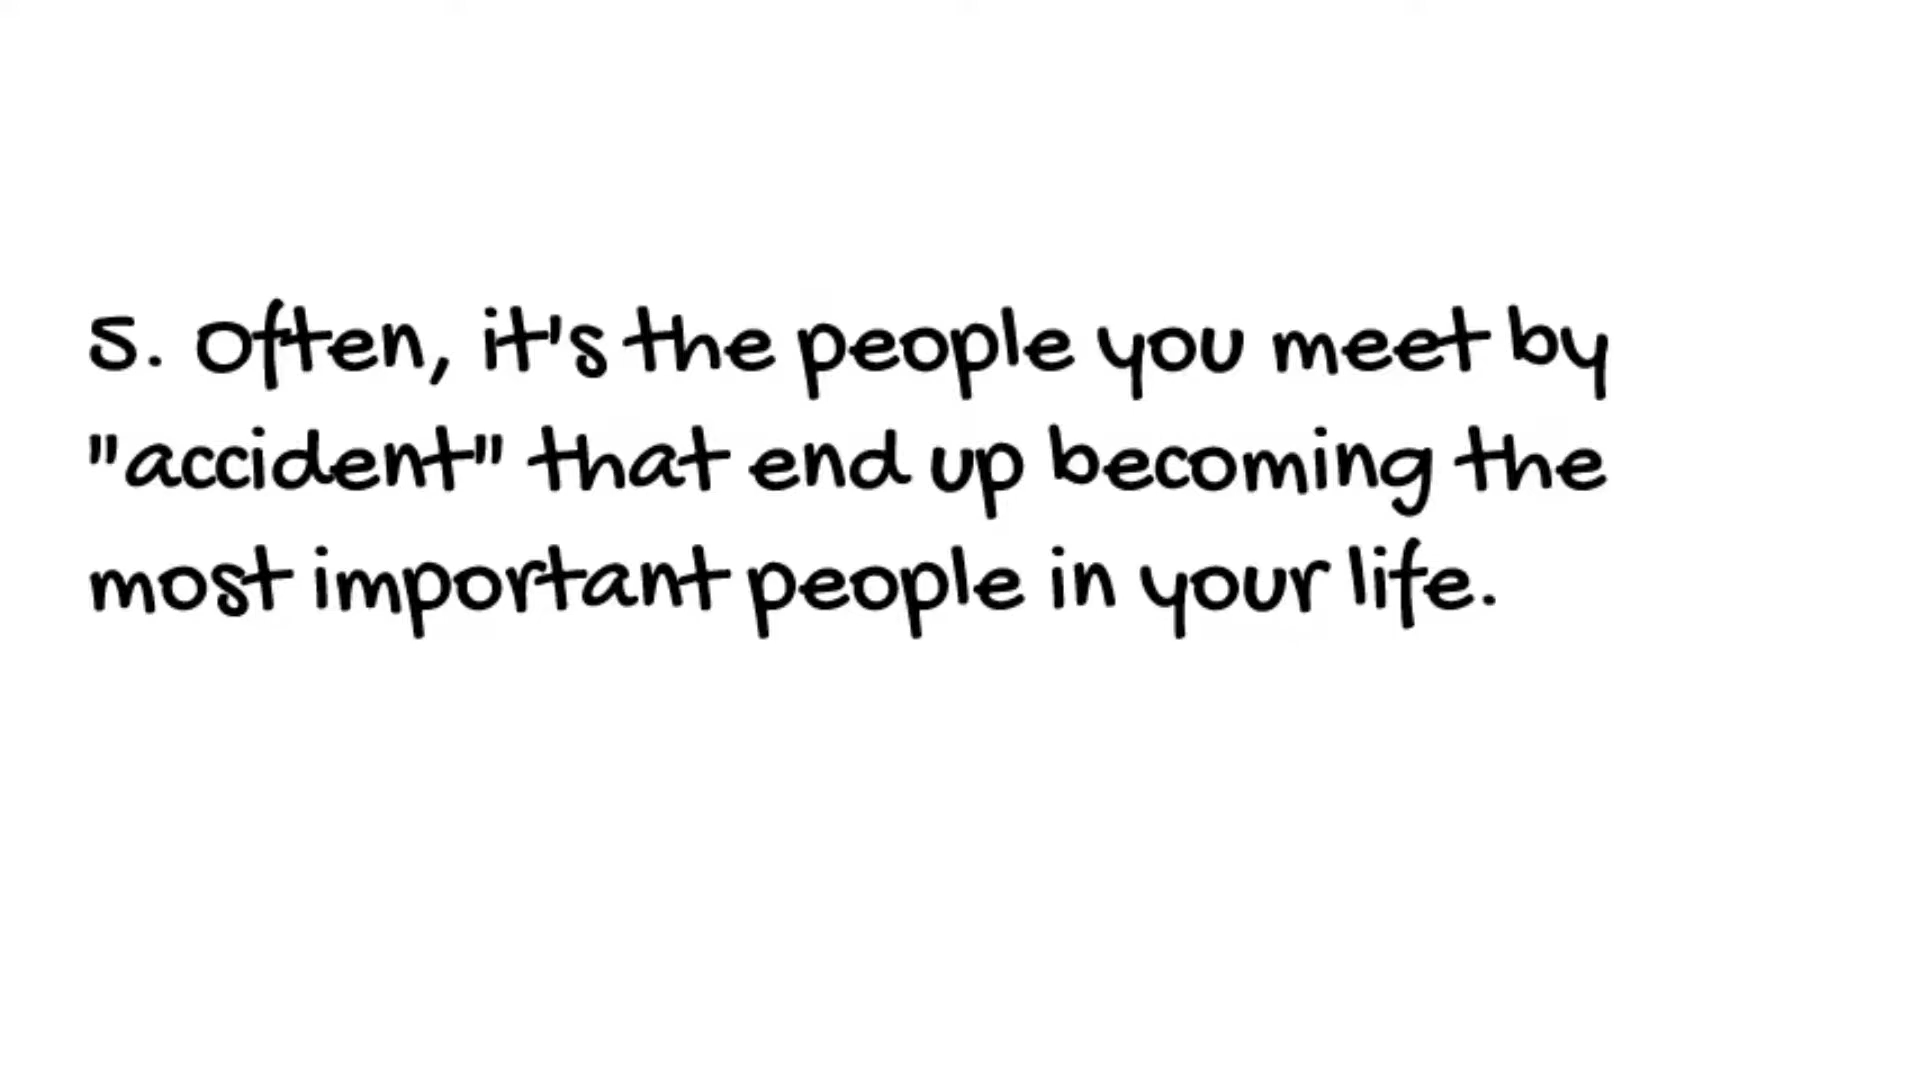 5. Often, it's the people you meet by
"accident" that end up becoming the
most important people in your life.